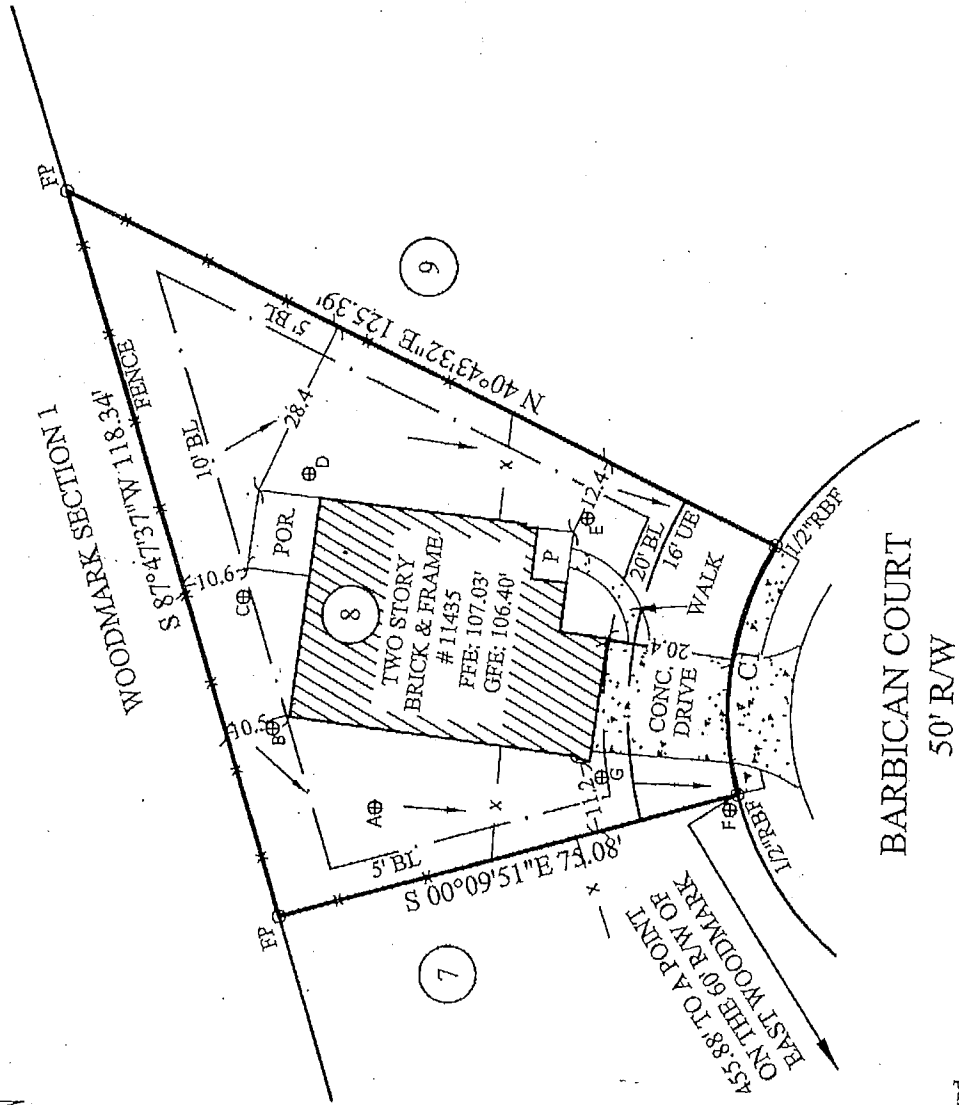 WOODMARK SECTION 1
S 87°47'37"W 118.34'
FENCE
EP
EP
10' BL
10.6'
10.5'
C
B
A
D
POR.
28.4
5' BL
N 40°43'32"E 125.39'
9
8
TWO STORY
BRICK & FRAME
# 11435
FFE: 107.03'
GFE: 106.40'
P
x
x
x
E
12.4
20' BL
16' UE
WALK
20.4
CONC.
DRIVE
C1
G
11.2
F
5' BL
S 00°09'51"E 75.08'
7
1/2"RBF
1/2"RBF
455.88' TO A POINT
ON THE 60' R/W OF
EAST WOODMARK
BARBICAN COURT
50' R/W